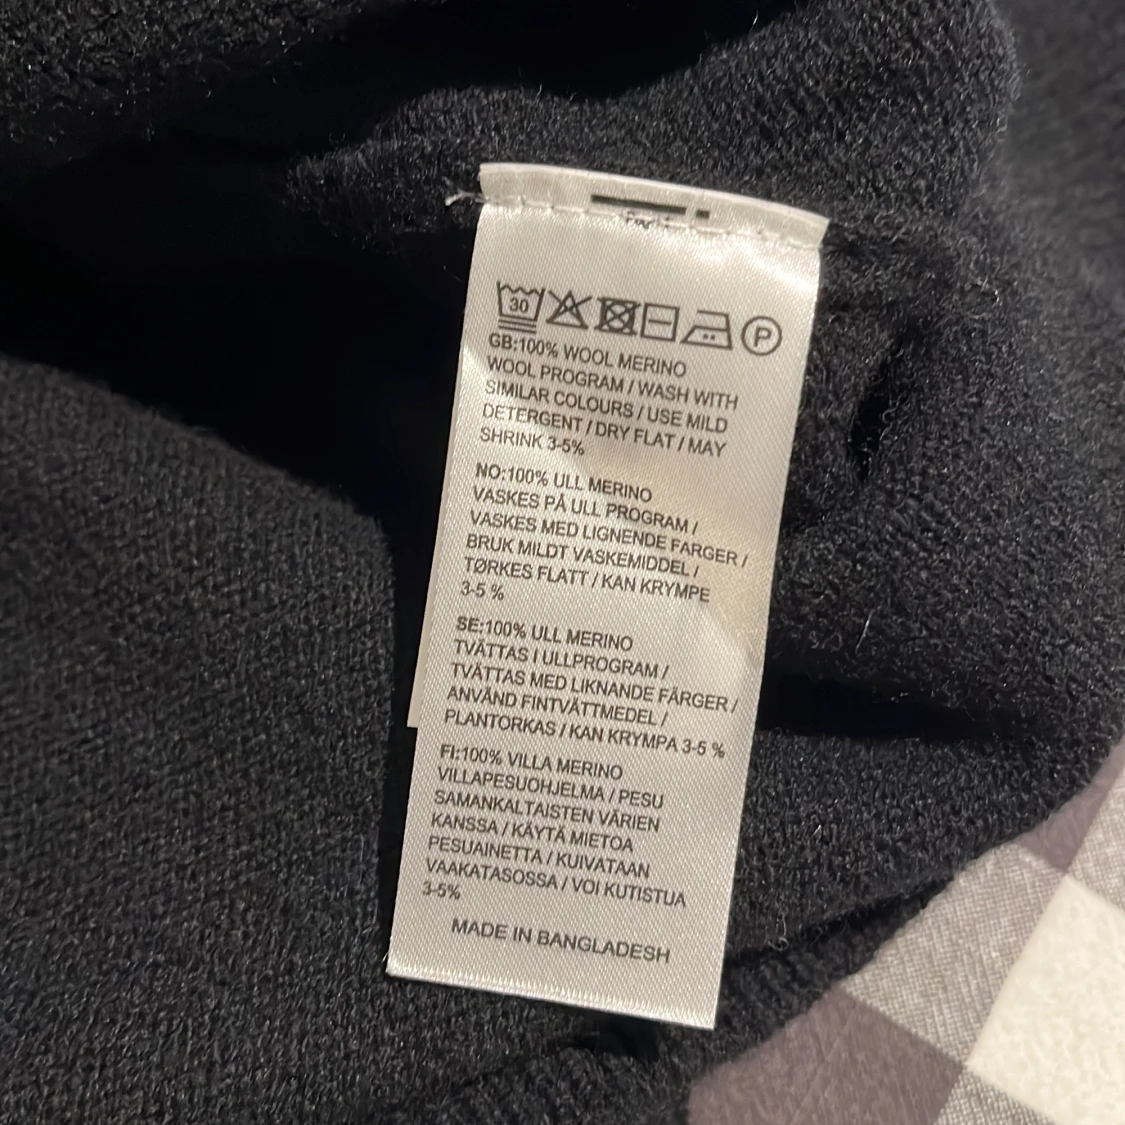 30 P
GB:100% WOOL MERINO
WOOL PROGRAM / WASH WITH
SIMILAR COLOURS / USE MILD
DETERGENT / DRY FLAT / MAY
SHRINK 3-5%
NO:100% ULL MERINO
VASKES PÅ ULL PROGRAM /
VASKES MED LIGNENDE FARGER /
BRUK MILDT VASKEMIDDEL /
TØRKES FLATT / KAN KRYMPE
3-5 %
SE:100% ULL MERINO
TVÄTTAS I ULLPROGRAM /
TVÄTTAS MED LIKNANDE FÄRGER /
ANVÄND FINTVÄTTMEDEL /
PLANTORKAS / KAN KRYMPA 3-5 %
FI:100% VILLA MERINO
VILLAPESUOHJELMA / PESU
SAMANKALTAISTEN VÄRIEN
KANSSA / KÄYTÄ MIETOA
PESUAINETTA / KUIVATAAN
VAAKATASOSSA / VOI KUTISTUA
3-5%
MADE IN BANGLADESH